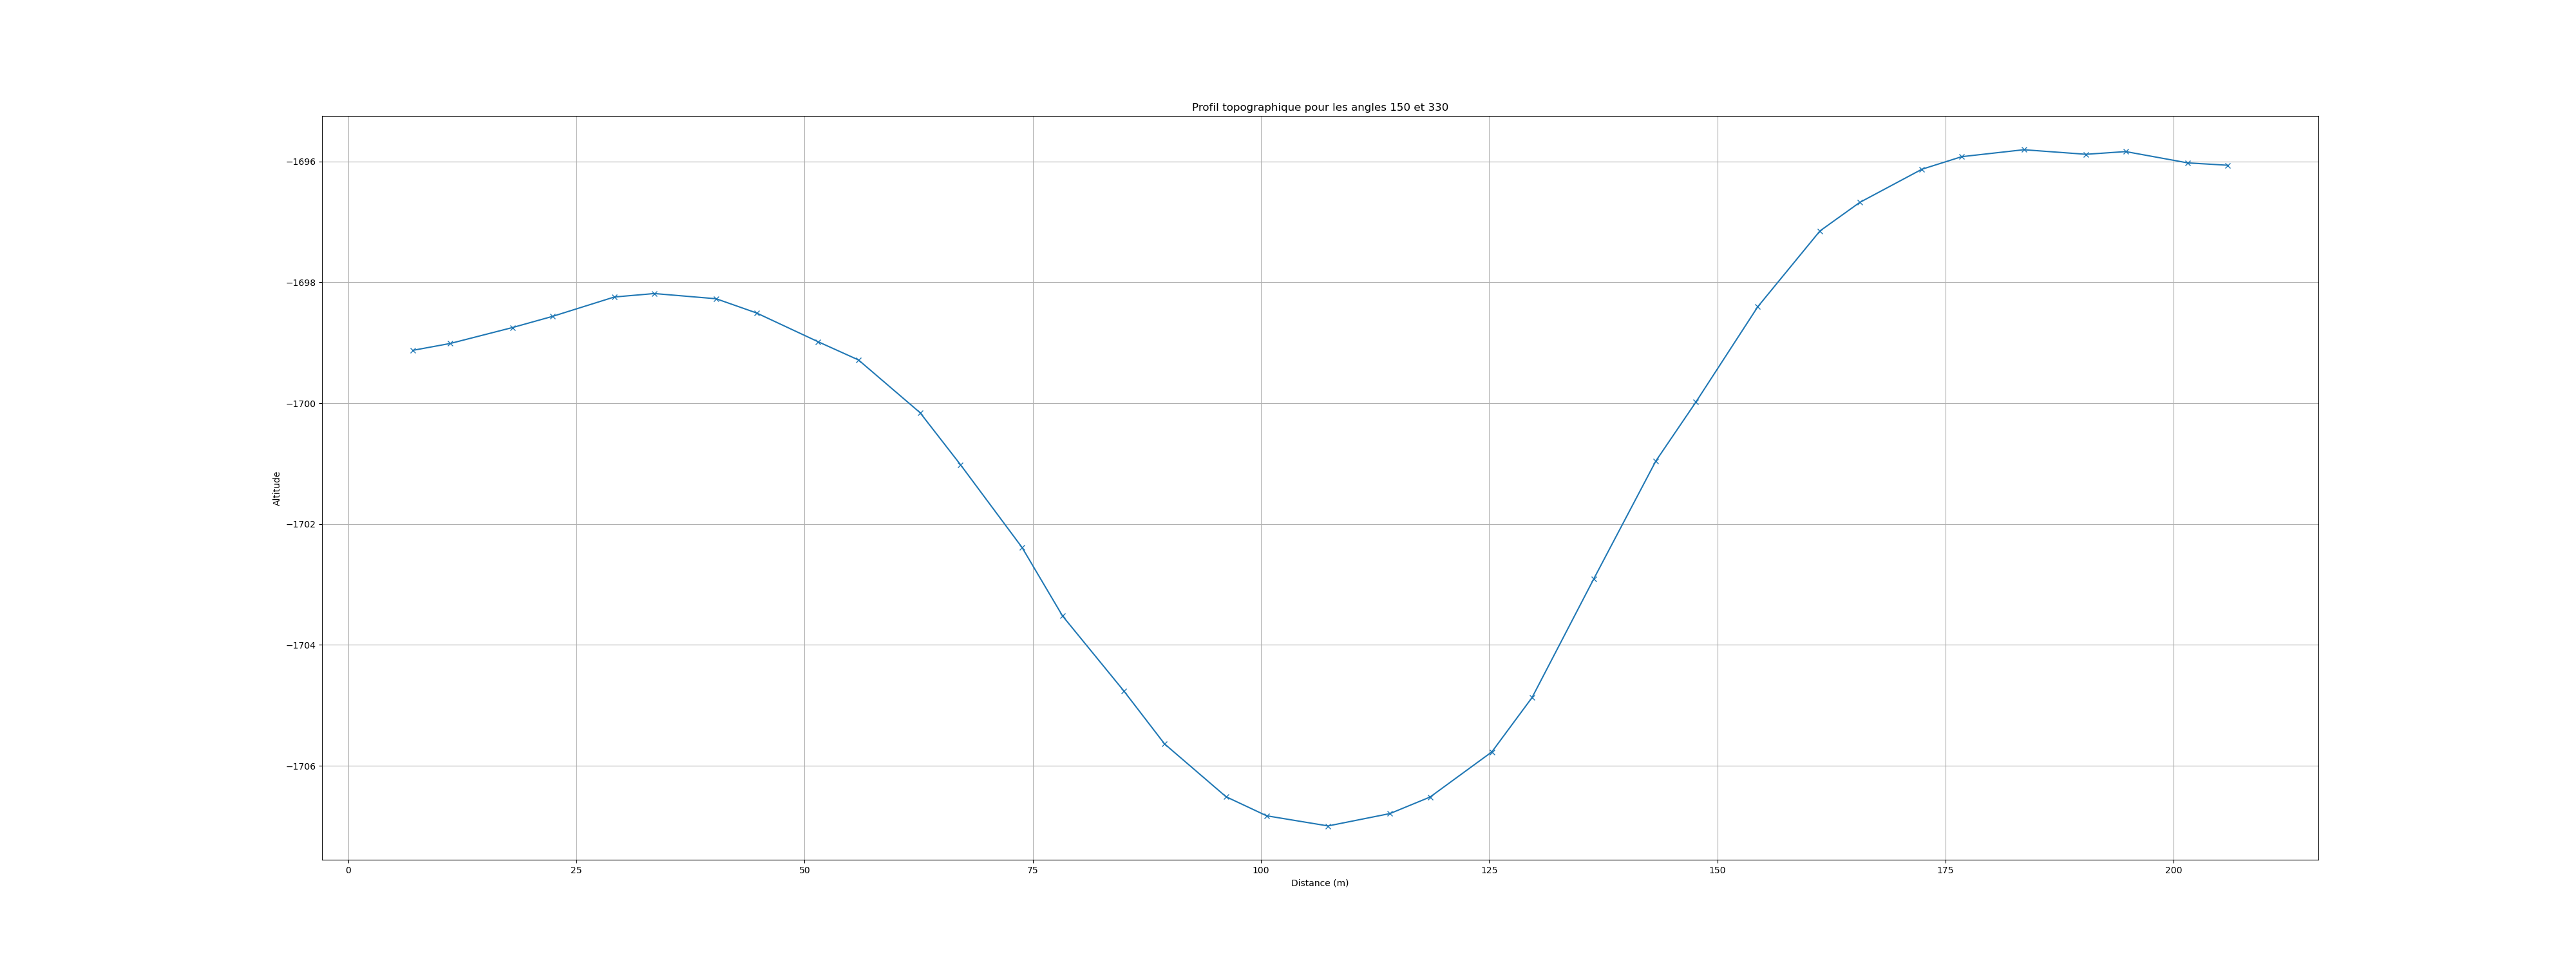 Profil topographique pour les angles 150 et 330
Altitude
−1696
−1698
−1700
−1702
−1704
−1706
0 25 50 75 100 125 150 175 200
Distance (m)